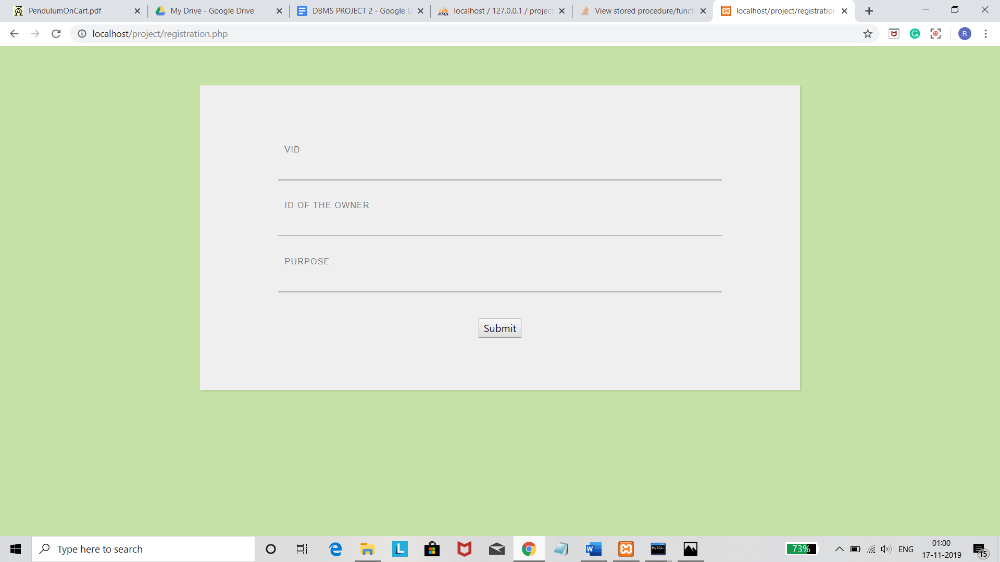 PendulumOnCart.pdf
My Drive - Google Drive
DBMS PROJECT 2 - Google D
localhost / 127.0.0.1 / project
View stored procedure/funct
localhost/project/registration
localhost/project/registration.php
R
VID
ID OF THE OWNER
PURPOSE
Submit
Type here to search
73%
ENG
01:00
17-11-2019
15